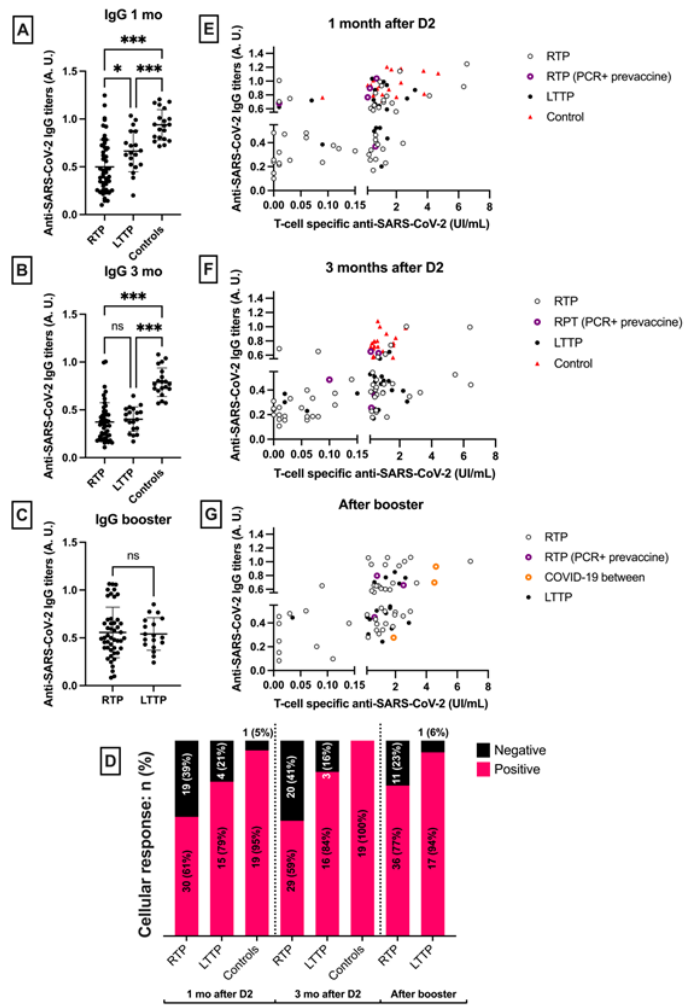 A
IgG 1 mo
***
* ***
Anti-SARS-CoV-2 IgG titers (A. U.)
1.5
1.0
0.5
0.0
RTP
LTTP
Controls
E
1 month after D2
Anti-SARS-CoV-2 IgG titers (A. U.)
1.4
1.2
1.0
0.8
0.6
0.4
0.2
0.0
0.00 0.05 0.10 0.15 0 2 4 6 8
T-cell specific anti-SARS-CoV-2 (UI/mL)
RTP
RTP (PCR+ prevaccine)
LTTP
Control
B
IgG 3 mo
***
ns ***
Anti-SARS-CoV-2 IgG titers (A. U.)
1.5
1.0
0.5
0.0
RTP
LTTP
Controls
F
3 months after D2
Anti-SARS-CoV-2 IgG titers (A. U.)
1.4
1.2
1.0
0.8
0.6
0.4
0.2
0.0
0.00 0.05 0.10 0.15 0 2 4 6 8
T-cell specific anti-SARS-CoV-2 (UI/mL)
RTP
RPT (PCR+ prevaccine)
LTTP
Control
C
IgG booster
ns
Anti-SARS-CoV-2 IgG titers (A. U.)
1.5
1.0
0.5
0.0
RTP LTTP
G
After booster
Anti-SARS-CoV-2 IgG titers (A. U.)
1.4
1.2
1.0
0.8
0.6
0.4
0.2
0.0
0.00 0.05 0.10 0.15 0 2 4 6 8
T-cell specific anti-SARS-CoV-2 (UI/mL)
RTP
RTP (PCR+ prevaccine)
COVID-19 between
LTTP
D
Cellular response: n (%)
1 (5%)
1 (6%)
19 (39%)
4 (21%)
20 (41%)
3 (16%)
11 (23%)
30 (61%)
15 (79%)
19 (95%)
29 (59%)
16 (84%)
19 (100%)
36 (77%)
17 (94%)
Negative
Positive
RTP
LTTP
Controls
RTP
LTTP
Controls
RTP
LTTP
1 mo after D2
3 mo after D2
After booster